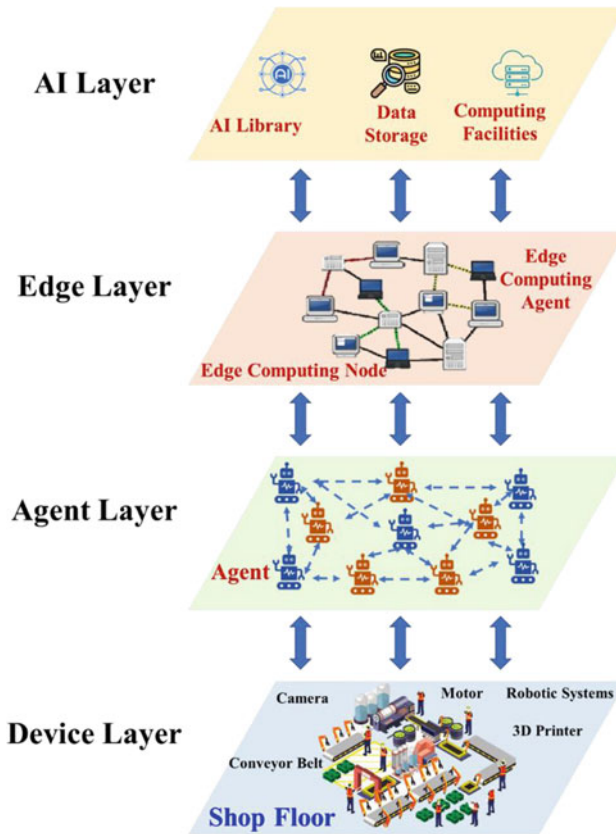 AI Layer
AI
AI Library
Data
Storage
Computing
Facilities
Edge Layer
Edge
Computing
Agent
Edge Computing Node
Agent Layer
Agent
Device Layer
Camera
Motor
Robotic Systems
3D Printer
Conveyor Belt
Shop Floor